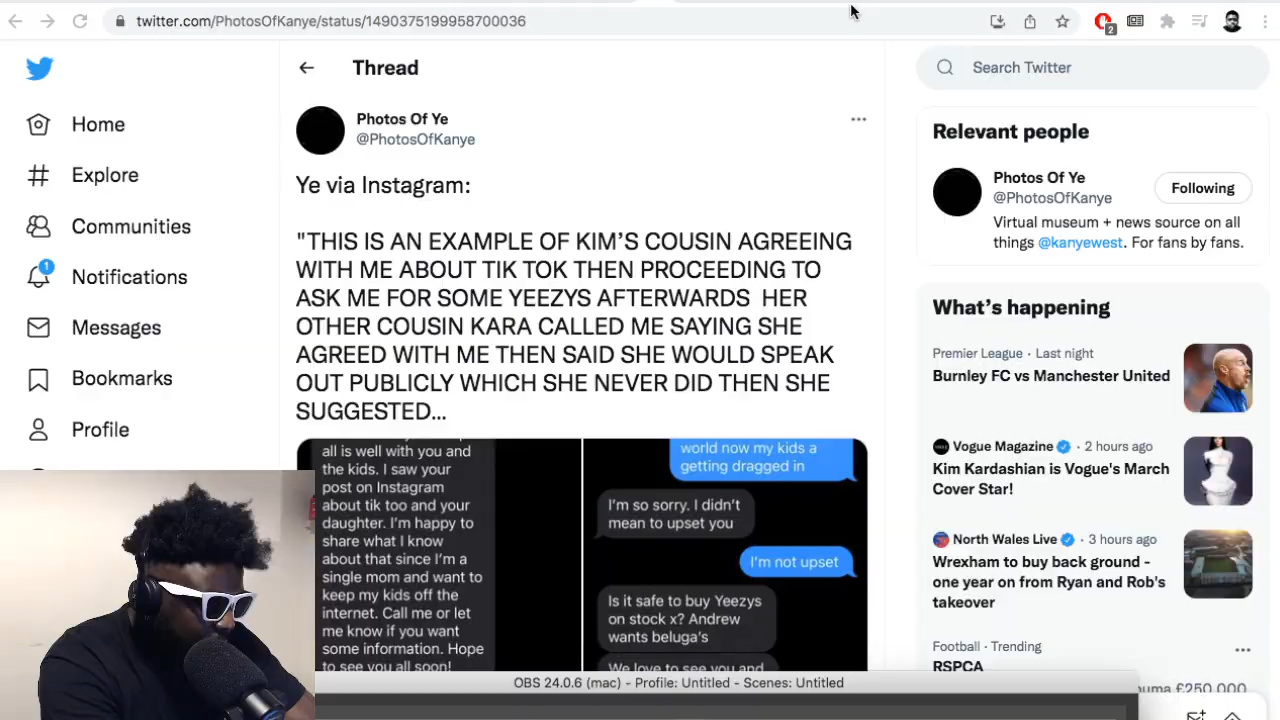 twitter.com/PhotosOfKanye/status/1490375199958700036
2
Home
Explore
Communities
1
Notifications
Messages
Bookmarks
Profile
Thread
Photos Of Ye
@PhotosOfKanye
Ye via Instagram:
"THIS IS AN EXAMPLE OF KIM’S COUSIN AGREEING
WITH ME ABOUT TIK TOK THEN PROCEEDING TO
ASK ME FOR SOME YEEZYS AFTERWARDS HER
OTHER COUSIN KARA CALLED ME SAYING SHE
AGREED WITH ME THEN SAID SHE WOULD SPEAK
OUT PUBLICLY WHICH SHE NEVER DID THEN SHE
SUGGESTED...
all is well with you and
the kids. I saw your
post on Instagram
about tik too and your
daughter. I’m happy to
share what I know
about that since I’m a
single mom and want to
keep my kids off the
internet. Call me or let
me know if you want
some information. Hope
to see you all soon!
world now my kids a
getting dragged in
I’m so sorry. I didn’t
mean to upset you
I’m not upset
Is it safe to buy Yeezys
on stock x? Andrew
wants beluga’s
We love to see you and
OBS 24.0.6 (mac) - Profile: Untitled - Scenes: Untitled
Search Twitter
Relevant people
Photos Of Ye
@PhotosOfKanye
Following
Virtual museum + news source on all
things @kanyewest. For fans by fans.
What’s happening
Premier League · Last night
Burnley FC vs Manchester United
Vogue Magazine · 2 hours ago
Kim Kardashian is Vogue's March
Cover Star!
North Wales Live · 3 hours ago
Wrexham to buy back ground -
one year on from Ryan and Rob's
takeover
Football · Trending
RSPCA
£250,000